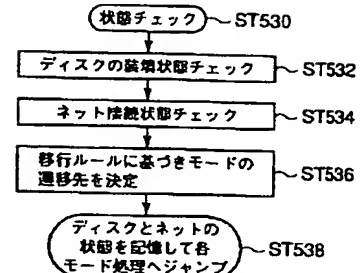 状態チェック ST530
ディスクの装填状態チェック ST532
ネット接続状態チェック ST534
移行ルールに基づきモードの
遷移先を決定 ST536
ディスクとネットの
状態を記憶して各 ST538
モード処理へジャンプ